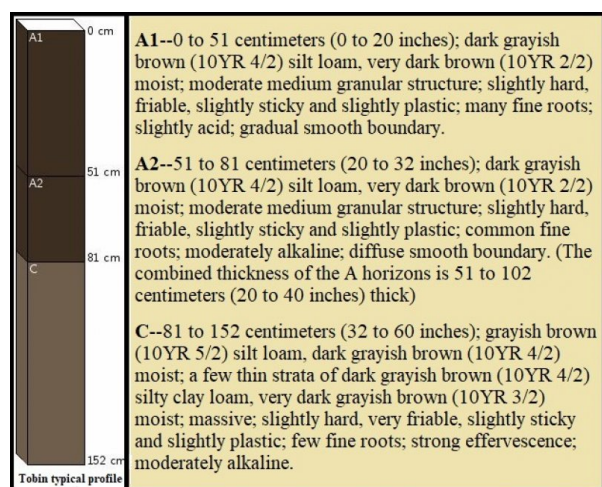 A1
0 cm
51 cm
A2
81 cm
C
152 cm
Tobin typical profile
A1--0 to 51 centimeters (0 to 20 inches); dark grayish
brown (10YR 4/2) silt loam, very dark brown (10YR 2/2)
moist; moderate medium granular structure; slightly hard,
friable, slightly sticky and slightly plastic; many fine roots;
slightly acid; gradual smooth boundary.
A2--51 to 81 centimeters (20 to 32 inches); dark grayish
brown (10YR 4/2) silt loam, very dark brown (10YR 2/2)
moist; moderate medium granular structure; slightly hard,
friable, slightly sticky and slightly plastic; common fine
roots; moderately alkaline; diffuse smooth boundary. (The
combined thickness of the A horizons is 51 to 102
centimeters (20 to 40 inches) thick)
C--81 to 152 centimeters (32 to 60 inches); grayish brown
(10YR 5/2) silt loam, dark grayish brown (10YR 4/2)
moist; a few thin strata of dark grayish brown (10YR 4/2)
silty clay loam, very dark grayish brown (10YR 3/2)
moist; massive; slightly hard, very friable, slightly sticky
and slightly plastic; few fine roots; strong effervescence;
moderately alkaline.